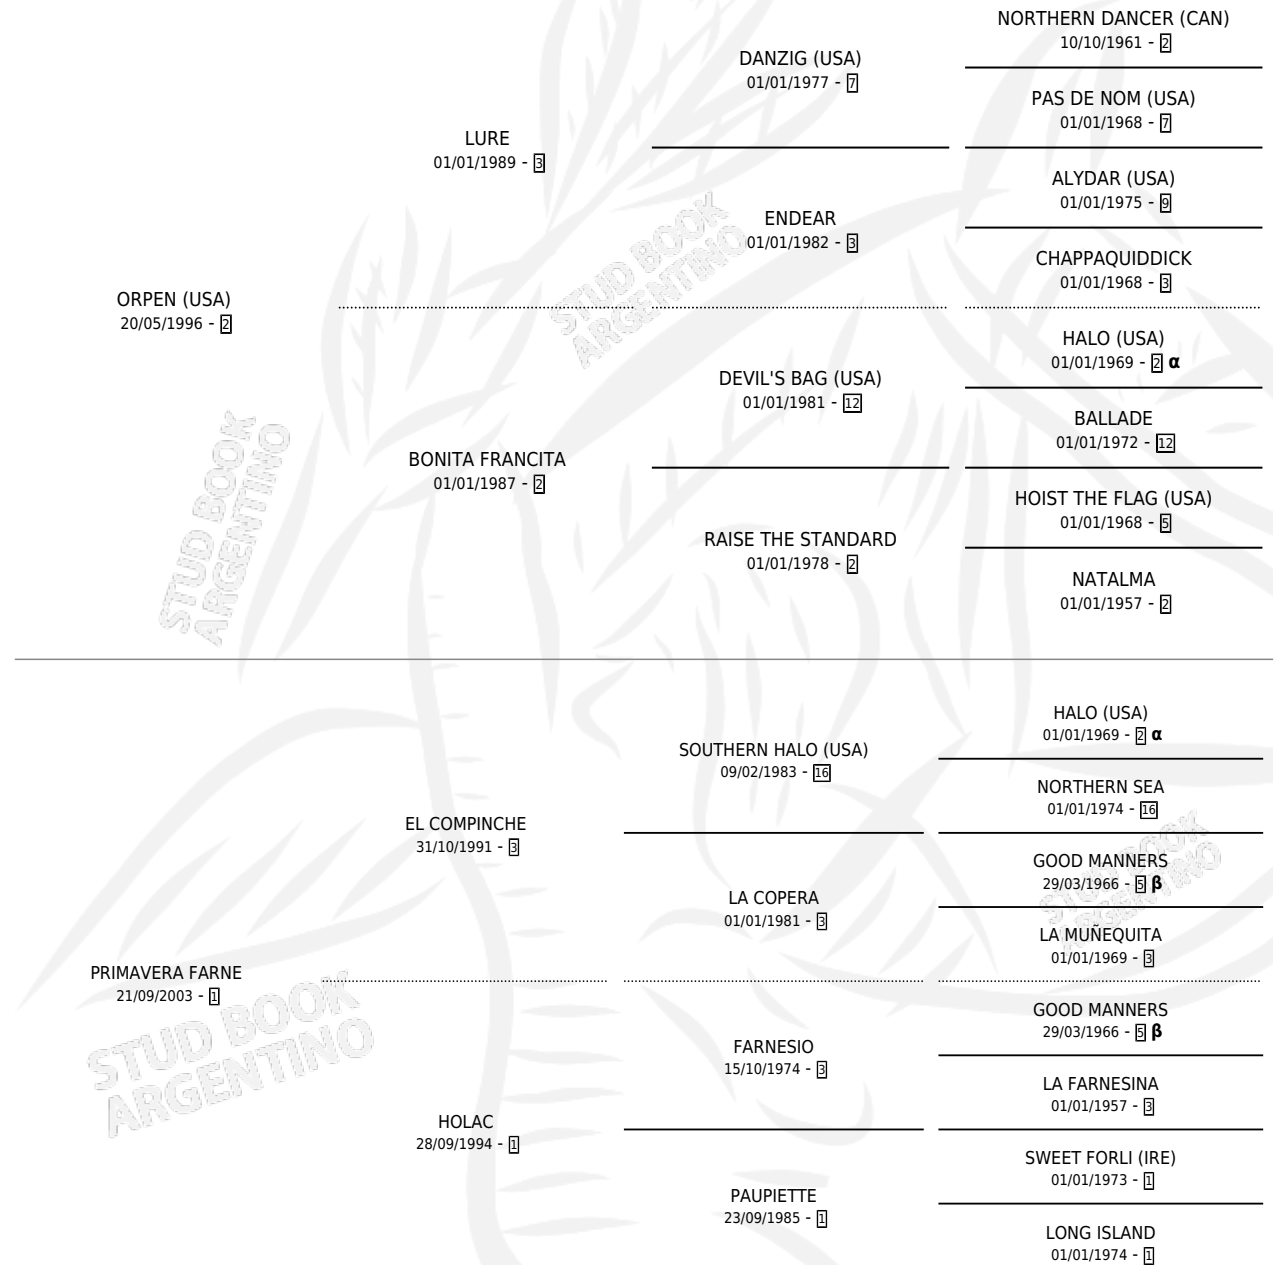 NORTHERN DANCER (CAN)
10/10/1961 - 2
DANZIG (USA)
01/01/1977 - 7
PAS DE NOM (USA)
01/01/1968 - 7
LURE
01/01/1989 - 3
ALYDAR (USA)
01/01/1975 - 9
ENDEAR
01/01/1982 - 3
CHAPPAQUIDDICK
01/01/1968 - 3
ORPEN (USA)
20/05/1996 - 2
HALO (USA)
01/01/1969 - 2 α
DEVIL'S BAG (USA)
01/01/1981 - 12
BALLADE
01/01/1972 - 12
BONITA FRANCITA
01/01/1987 - 2
HOIST THE FLAG (USA)
01/01/1968 - 5
RAISE THE STANDARD
01/01/1978 - 2
NATALMA
01/01/1957 - 2
HALO (USA)
01/01/1969 - 2 α
SOUTHERN HALO (USA)
09/02/1983 - 16
NORTHERN SEA
01/01/1974 - 16
EL COMPINCHE
31/10/1991 - 3
GOOD MANNERS
29/03/1966 - 5 β
LA COPERA
01/01/1981 - 3
LA MUÑEQUITA
01/01/1969 - 3
PRIMAVERA FARNE
21/09/2003 - 1
GOOD MANNERS
29/03/1966 - 5 β
FARNESIO
15/10/1974 - 3
LA FARNESINA
01/01/1957 - 3
HOLAC
28/09/1994 - 1
SWEET FORLI (IRE)
01/01/1973 - 1
PAUPIETTE
23/09/1985 - 1
LONG ISLAND
01/01/1974 - 1
STUD BOOK
ARGENTINO
STUD BOOK
ARGENTINO
STUD BOOK
ARGENTINO
STUD BOOK
ARGENTINO